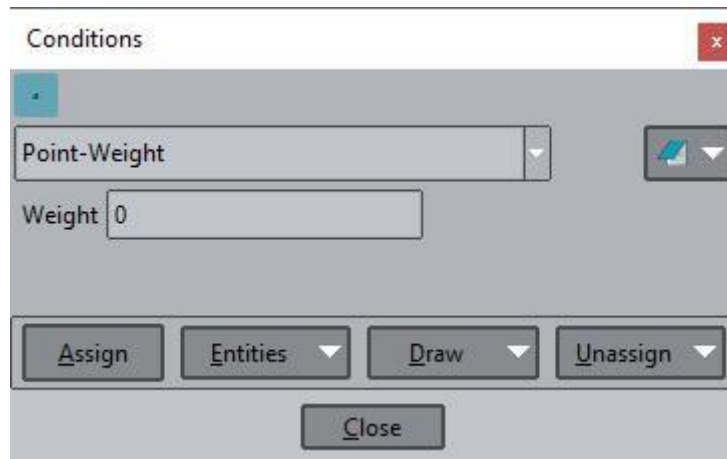 Conditions
x
Point-Weight
Weight 0
Assign Entities Draw Unassign
Close